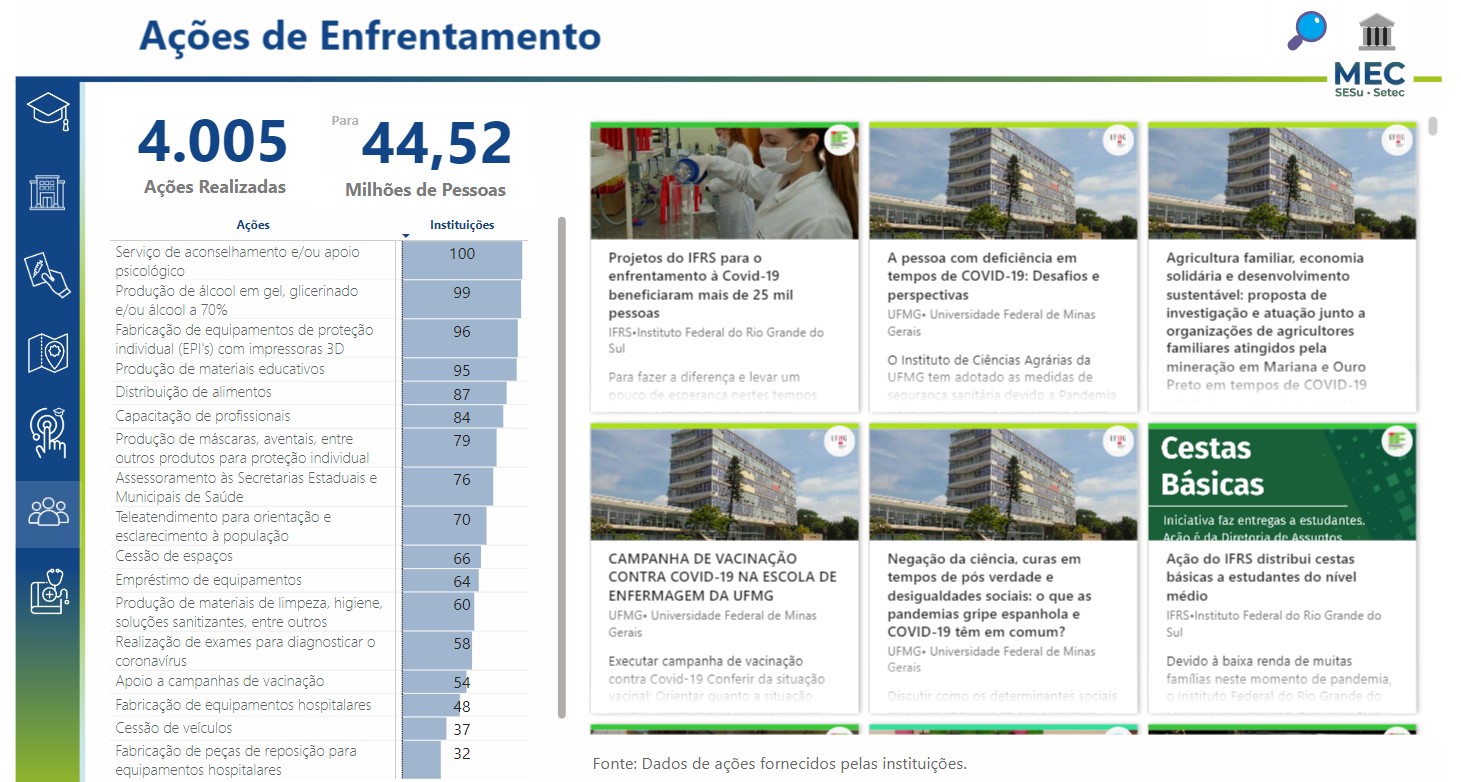 Ações de Enfrentamento
MEC
SESu • Setec
4.005
Ações Realizadas
Para
44,52
Milhões de Pessoas
Ações Instituições
Serviço de aconselhamento e/ou apoio
psicológico
100
Produção de álcool em gel, glicerinado
e/ou álcool a 70%
99
Fabricação de equipamentos de proteção
individual (EPI's) com impressoras 3D
96
Produção de materiais educativos
95
Distribuição de alimentos
87
Capacitação de profissionais
84
Produção de máscaras, aventais, entre
outros produtos para proteção individual
79
Assessoramento às Secretarias Estaduais e
Municipais de Saúde
76
Teleatendimento para orientação e
esclarecimento à população
70
Cessão de espaços
66
Empréstimo de equipamentos
64
Produção de materiais de limpeza, higiene,
soluções sanitizantes, entre outros
60
Realização de exames para diagnosticar o
coronavírus
58
Apoio a campanhas de vacinação
54
Fabricação de equipamentos hospitalares
48
Cessão de veículos
37
Fabricação de peças de reposição para
equipamentos hospitalares
32
Projetos do IFRS para o
enfrentamento à Covid-19
beneficiaram mais de 25 mil
pessoas
IFRS•Instituto Federal do Rio Grande do
Sul
Para fazer a diferença e levar um
pouco de esperança nestes tempos
UFMG
A pessoa com deficiência em
tempos de COVID-19: Desafios e
perspectivas
UFMG• Universidade Federal de Minas
Gerais
O Instituto de Ciências Agrárias da
UFMG tem adotado as medidas de
segurança sanitária devido a Pandemia
UFMG
Agricultura familiar, economia
solidária e desenvolvimento
sustentável: proposta de
investigação e atuação junto a
organizações de agricultores
familiares atingidos pela
mineração em Mariana e Ouro
Preto em tempos de COVID-19
UFMG
CAMPANHA DE VACINAÇÃO
CONTRA COVID-19 NA ESCOLA DE
ENFERMAGEM DA UFMG
UFMG• Universidade Federal de Minas
Gerais
Executar campanha de vacinação
contra Covid-19 Conferir da situação
vacinal; Orientar quanto a situação
UFMG
Negação da ciência, curas em
tempos de pós verdade e
desigualdades sociais: o que as
pandemias gripe espanhola e
COVID-19 têm em comum?
UFMG• Universidade Federal de Minas
Gerais
Discutir como os determinantes sociais
Cestas
Básicas
Iniciativa faz entregas a estudantes.
Ação é da Diretoria de Assuntos
Ação do IFRS distribui cestas
básicas a estudantes do nível
médio
IFRS•Instituto Federal do Rio Grande do
Sul
Devido à baixa renda de muitas
famílias neste momento de pandemia,
o Instituto Federal do Rio Grande do
Fonte: Dados de ações fornecidos pelas instituições.